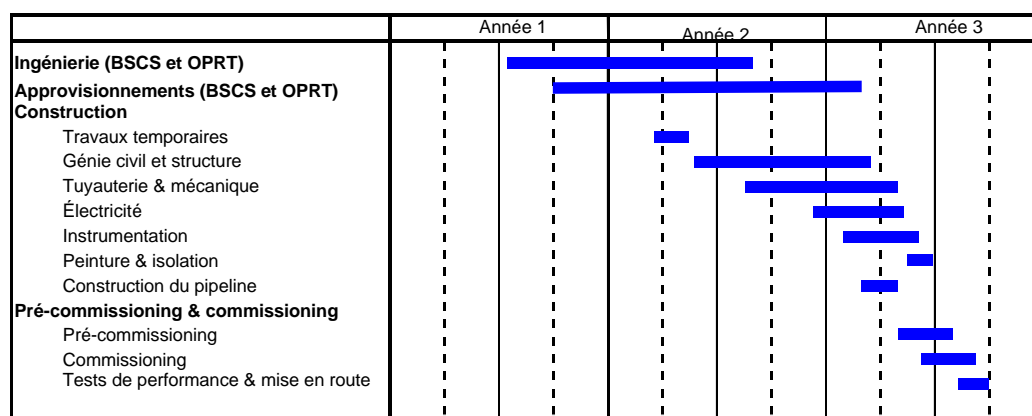 Année 1
Année 2
Année 3
Ingénierie (BSCS et OPRT)
Approvisionnements (BSCS et OPRT)
Construction
Travaux temporaires
Génie civil et structure
Tuyauterie & mécanique
Électricité
Instrumentation
Peinture & isolation
Construction du pipeline
Pré-commissioning & commissioning
Pré-commissioning
Commissioning
Tests de performance & mise en route